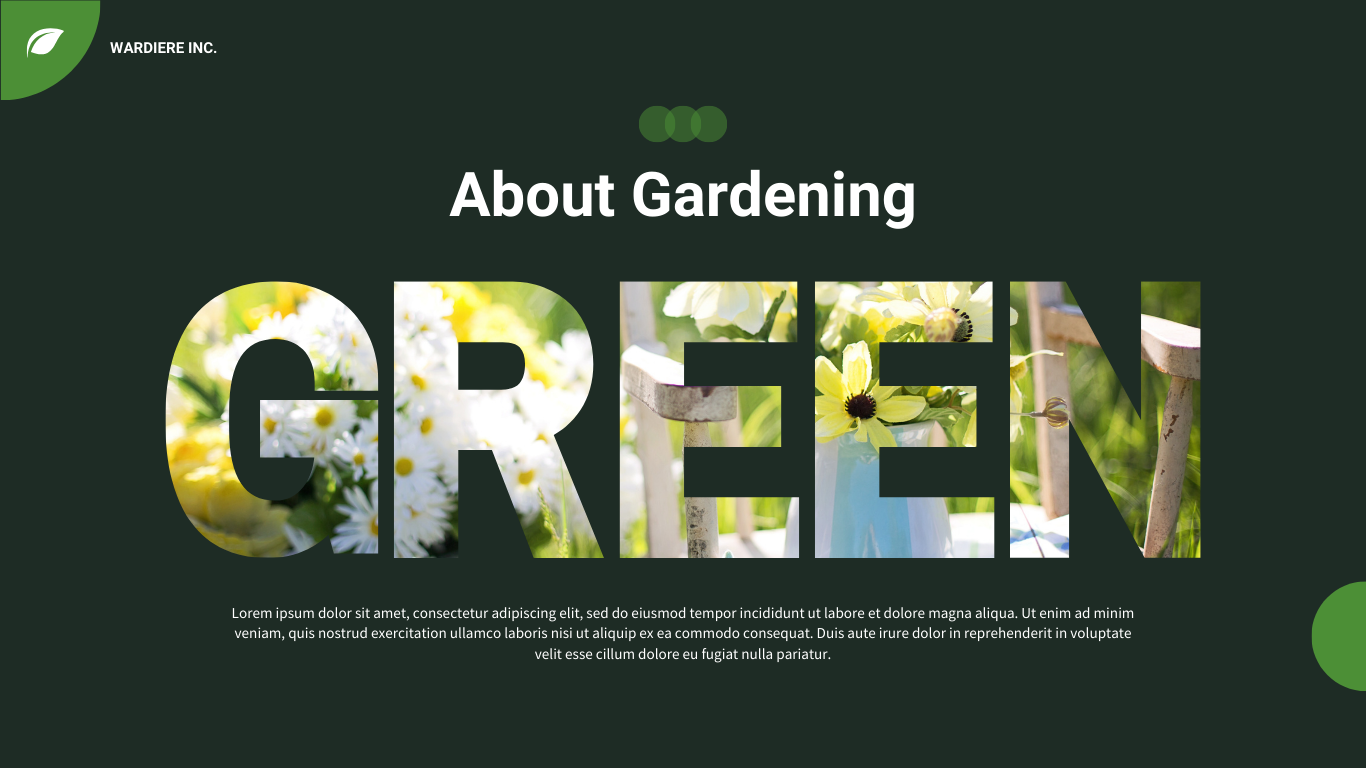 WARDIERE INC.
About Gardening
GREEN
Lorem ipsum dolor sit amet, consectetur adipiscing elit, sed do eiusmod tempor incididunt ut labore et dolore magna aliqua. Ut enim ad minim
veniam, quis nostrud exercitation ullamco laboris nisi ut aliquip ex ea commodo consequat. Duis aute irure dolor in reprehenderit in voluptate
velit esse cillum dolore eu fugiat nulla pariatur.